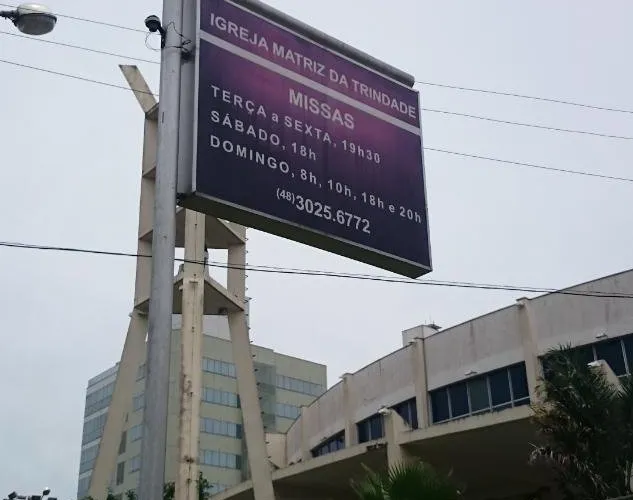 IGREJA MATRIZ DA TRINDADE
MISSAS
TERÇA a SEXTA, 19h30
SÁBADO, 18h
DOMINGO, 8h, 10h, 18h e 20h
(48)3025.6772